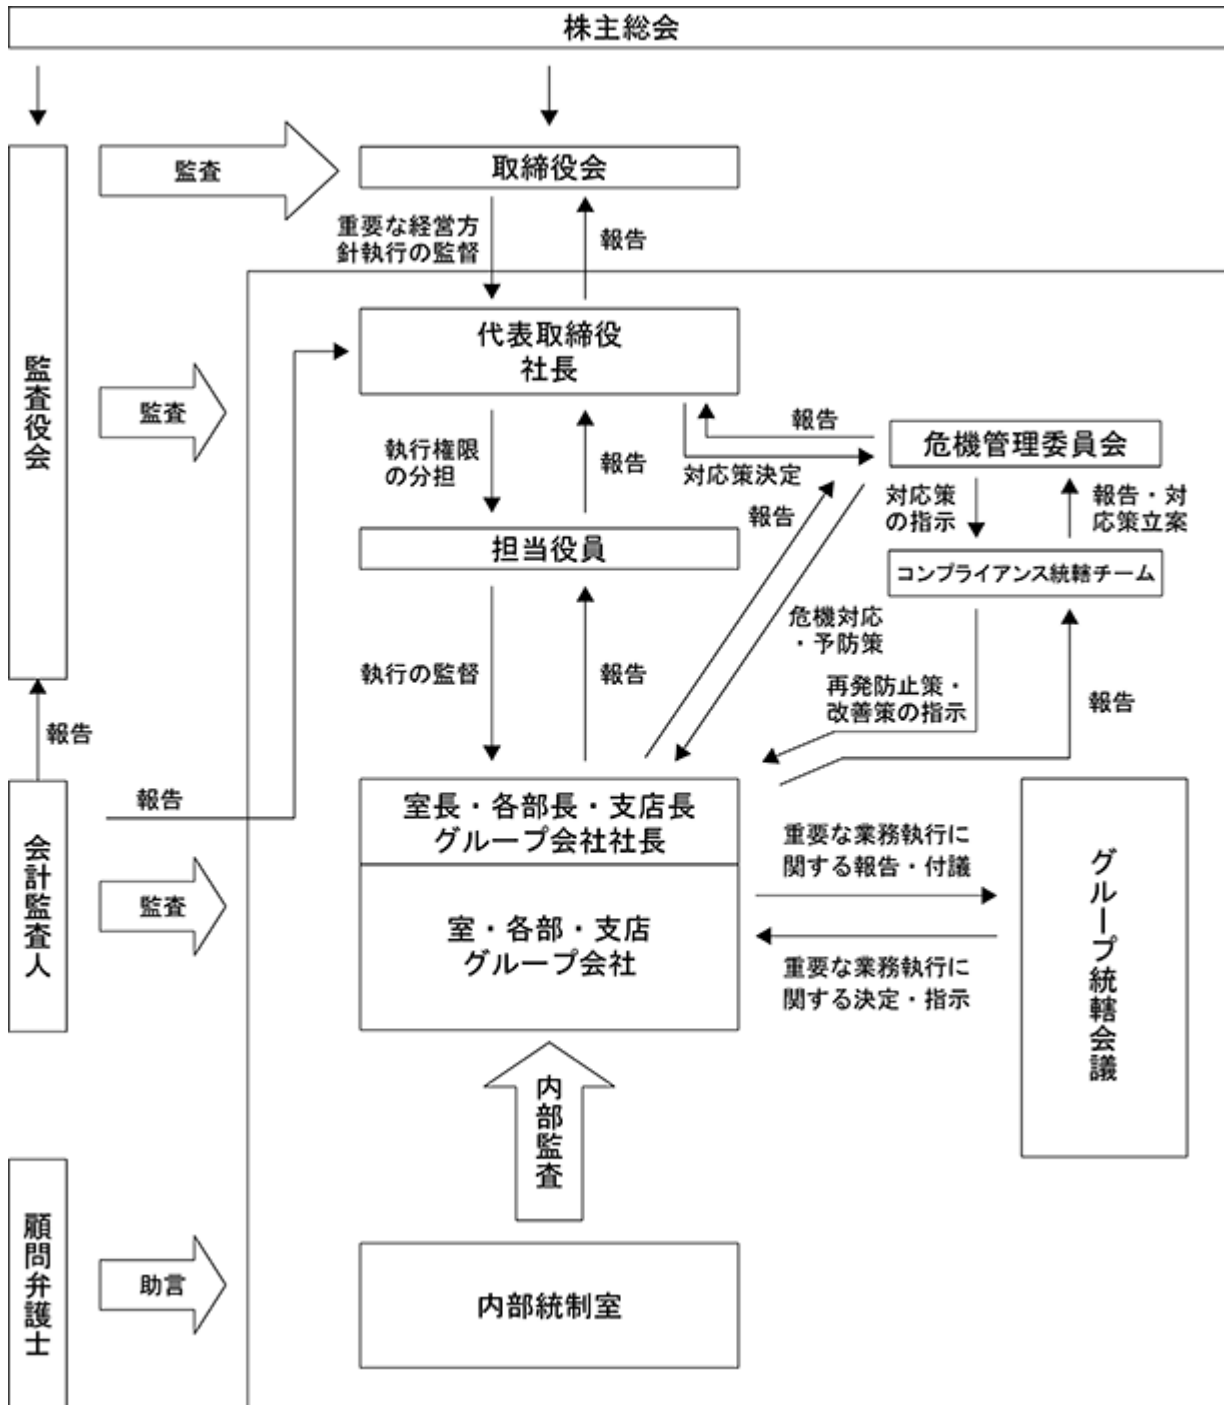 株主総会
監査
取締役会
重要な経営方
針執行の監督
報告
監査役会
代表取締役
社長
監査
執行権限
の分担
報告
報告
対応策決定
危機管理委員会
対応策
の指示
報告・対
応策立案
報告
担当役員
コンプライアンス統轄チーム
危機対応
・予防策
執行の監督
報告
再発防止策・
改善策の指示
報告
報告
報告
会計監査人
監査
室長・各部長・支店長
グループ会社社長
室・各部・支店
グループ会社
重要な業務執行に
関する報告・付議
重要な業務執行に
関する決定・指示
グループ統轄会議
内部監査
顧問弁護士
助言
内部統制室